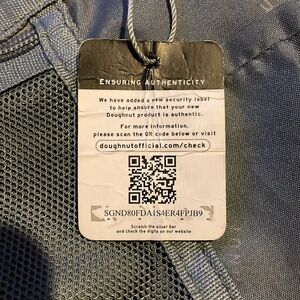 ENSURING AUTHENTICITY
We have added a new security label
to help ensure that your new
Doughnut product is authentic.
For more information,
please scan the QR code below or visit
doughnutofficial.com/check
SGND80FDA1S4ER4FPJB9
Scratch the silver bar
and check the digits on our website